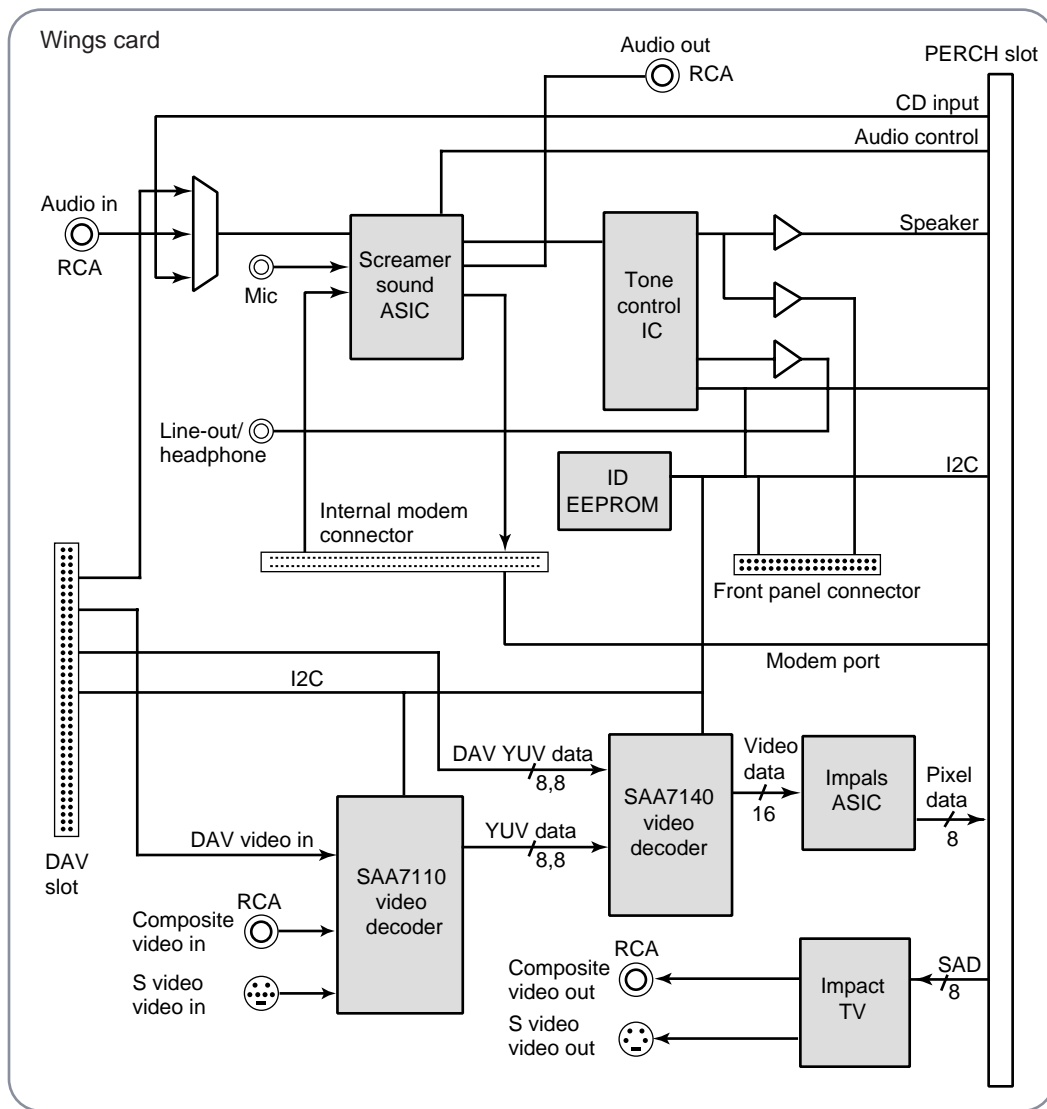 Wings card
Audio out
RCA
PERCH slot
CD input
Audio control
Audio in
RCA
Speaker
Screamer
sound
ASIC
Tone
control
IC
Mic
Line-out/
headphone
I2C
ID
EEPROM
Internal modem
connector
Front panel connector
Modem port
I2C
DAV
slot
DAV YUV data
8,8
SAA7140
video
decoder
Video
data
16
Impals
ASIC
Pixel
data
8
DAV video in
YUV data
8,8
SAA7110
video
decoder
RCA
Composite
video in
S video
video in
RCA
Composite
video out
S video
video out
Impact
TV
SAD
8